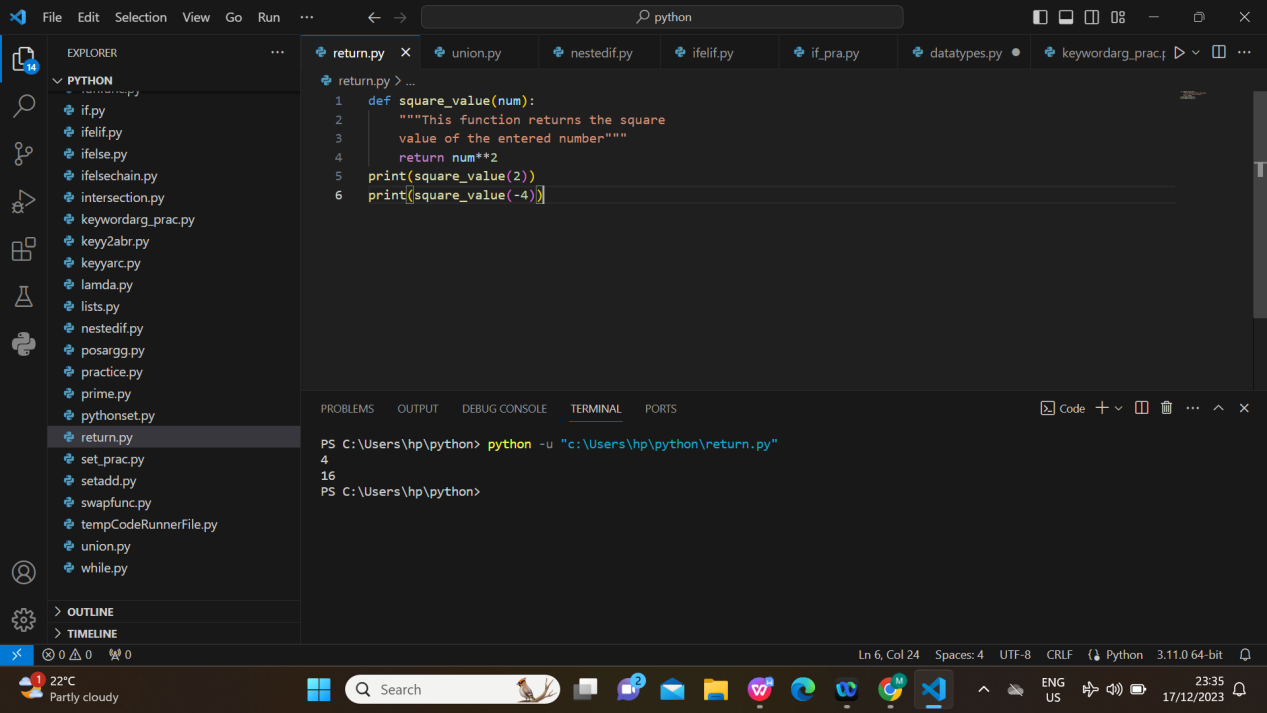 File Edit Selection View Go Run ···
python
EXPLORER ···
14
PYTHON
if.py
ifelif.py
ifelse.py
ifelsechain.py
intersection.py
keywordarg_prac.py
keyy2abr.py
keyyarc.py
lamda.py
lists.py
nestedif.py
posargg.py
practice.py
prime.py
pythonset.py
return.py
set_prac.py
setadd.py
swapfunc.py
tempCodeRunnerFile.py
union.py
while.py
OUTLINE
TIMELINE
return.py union.py nestedif.py ifelif.py if_pra.py datatypes.py keywordarg_prac.p
return.py > ...
1 def square_value(num):
2 """This function returns the square
3 value of the entered number"""
4 return num**2
5 print(square_value(2))
6 print(square_value(-4))
PROBLEMS OUTPUT DEBUG CONSOLE TERMINAL PORTS
Code
PS C:\Users\hp\python> python -u "c:\Users\hp\python\return.py"
4
16
PS C:\Users\hp\python>
0 0 0
Ln 6, Col 24 Spaces: 4 UTF-8 CRLF Python 3.11.0 64-bit
1
22°C
Partly cloudy
Search
2
M
ENG
US
23:35
17/12/2023